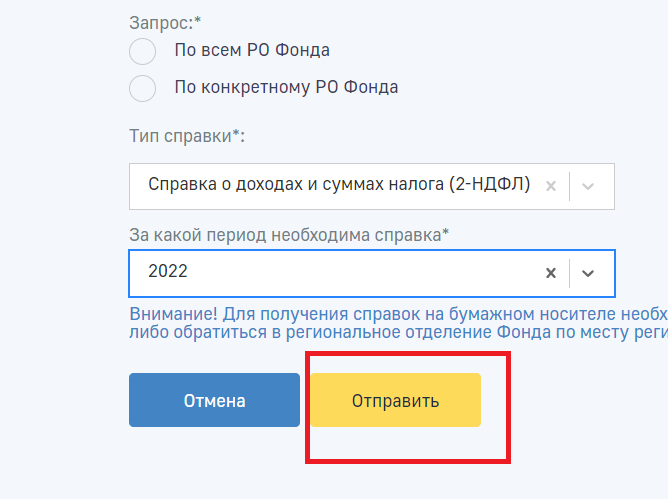 Запрос:*
По всем РО Фонда
По конкретному РО Фонда
Тип справки*:
Справка о доходах и суммах налога (2-НДФЛ)
За какой период необходима справка*
2022
Внимание! Для получения справок на бумажном носителе
либо обратиться в региональное отделение Фонда по месту
Отмена
Отправить